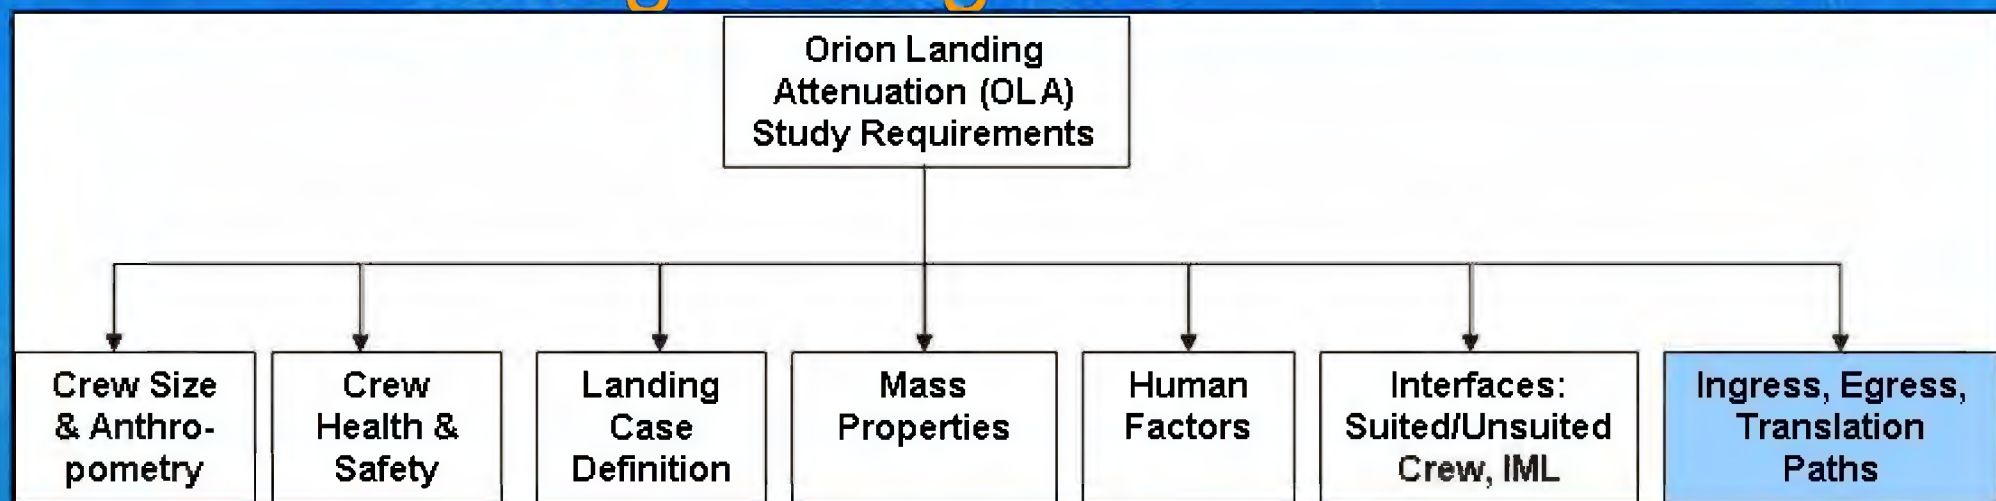 Orion Landing
Attenuation (OLA)
Study Requirements
Crew Size
& Anthro-
pometry
Crew
Health &
Safety
Landing
Case
Definition
Mass
Properties
Human
Factors
Interfaces:
Suited/Unsuited
Crew, IML
Ingress, Egress,
Translation
Paths